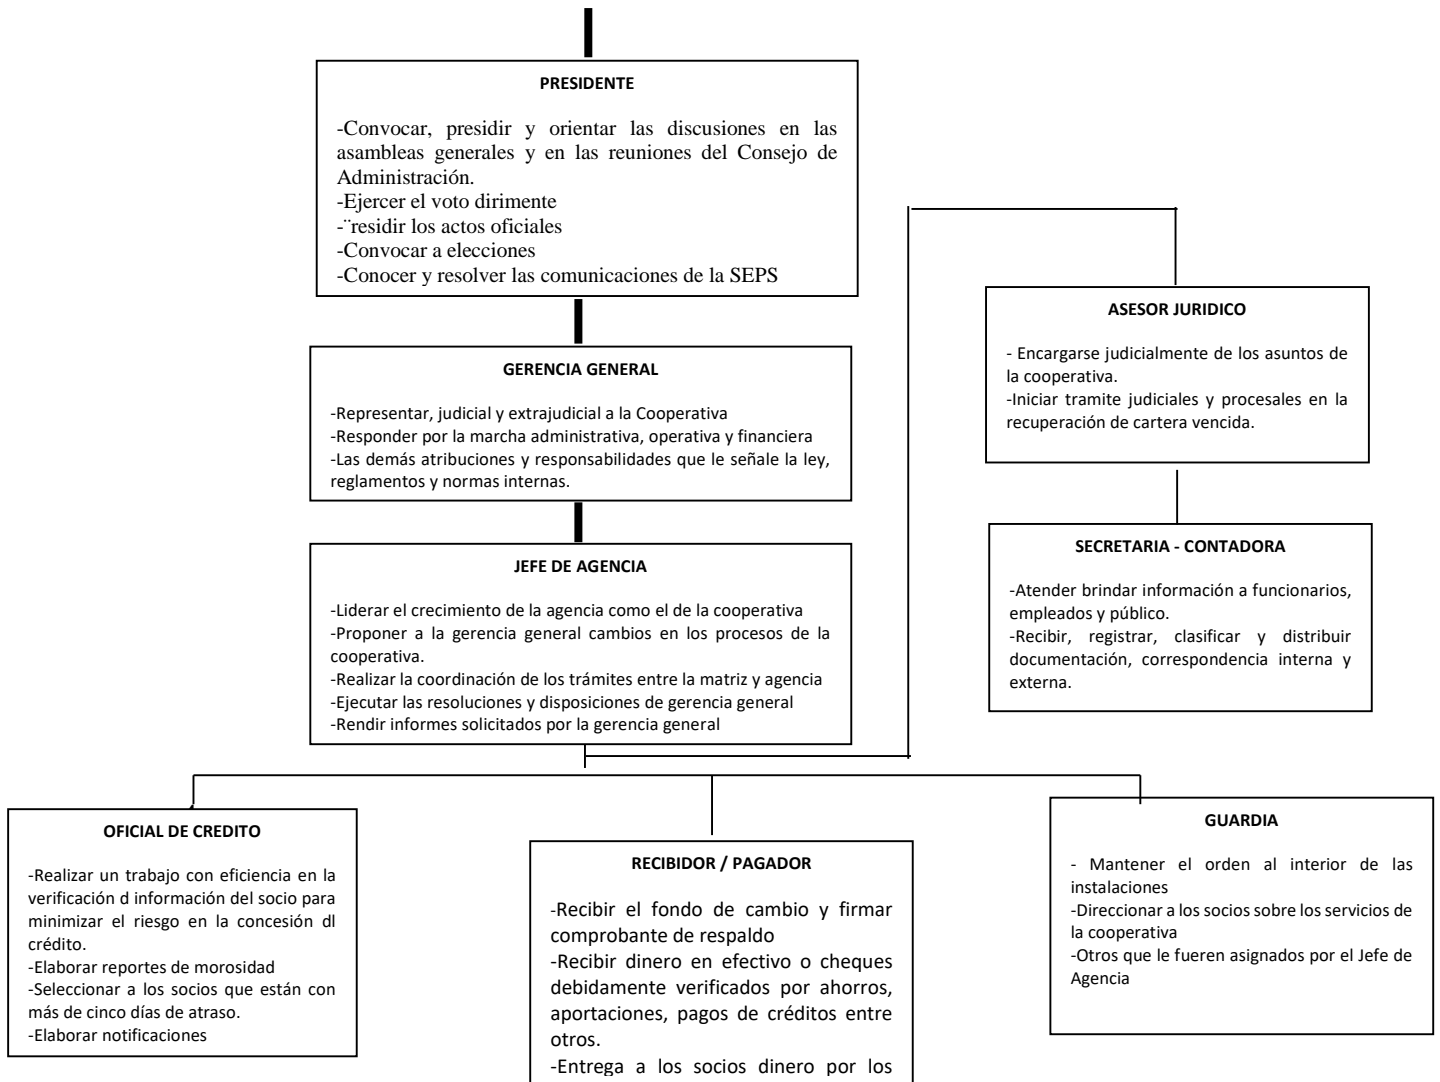 PRESIDENTE
-Convocar, presidir y orientar las discusiones en las
asambleas generales y en las reuniones del Consejo de
Administración.
-Ejercer el voto dirimente
-¨residir los actos oficiales
-Convocar a elecciones
-Conocer y resolver las comunicaciones de la SEPS
GERENCIA GENERAL
-Representar, judicial y extrajudicial a la Cooperativa
-Responder por la marcha administrativa, operativa y financiera
-Las demás atribuciones y responsabilidades que le señale la ley,
reglamentos y normas internas.
JEFE DE AGENCIA
-Liderar el crecimiento de la agencia como el de la cooperativa
-Proponer a la gerencia general cambios en los procesos de la
cooperativa.
-Realizar la coordinación de los trámites entre la matriz y agencia
-Ejecutar las resoluciones y disposiciones de gerencia general
-Rendir informes solicitados por la gerencia general
ASESOR JURIDICO
- Encargarse judicialmente de los asuntos de
la cooperativa.
-Iniciar tramite judiciales y procesales en la
recuperación de cartera vencida.
SECRETARIA - CONTADORA
-Atender brindar información a funcionarios,
empleados y público.
-Recibir, registrar, clasificar y distribuir
documentación, correspondencia interna y
externa.
OFICIAL DE CREDITO
-Realizar un trabajo con eficiencia en la
verificación d información del socio para
minimizar el riesgo en la concesión dl
crédito.
-Elaborar reportes de morosidad
-Seleccionar a los socios que están con
más de cinco días de atraso.
-Elaborar notificaciones
RECIBIDOR / PAGADOR
-Recibir el fondo de cambio y firmar
comprobante de respaldo
-Recibir dinero en efectivo o cheques
debidamente verificados por ahorros,
aportaciones, pagos de créditos entre
otros.
-Entrega a los socios dinero por los
GUARDIA
- Mantener el orden al interior de las
instalaciones
-Direccionar a los socios sobre los servicios de
la cooperativa
-Otros que le fueren asignados por el Jefe de
Agencia